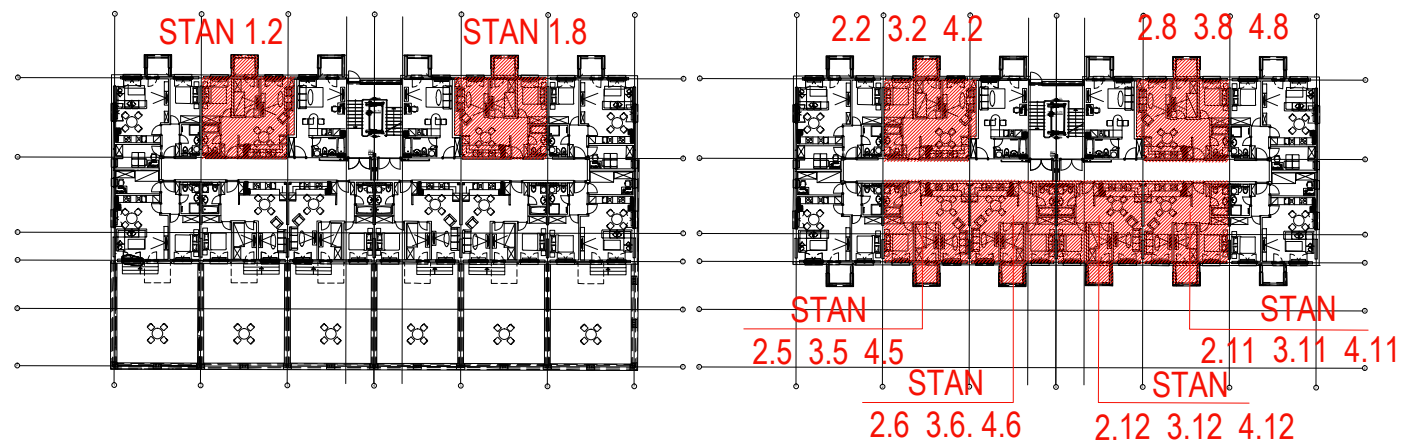 STAN 1.2
STAN 1.8
2.2 3.2 4.2
2.8 3.8 4.8
STAN
2.5 3.5 4.5
STAN
2.11 3.11 4.11
STAN
2.6 3.6. 4.6
STAN
2.12 3.12 4.12